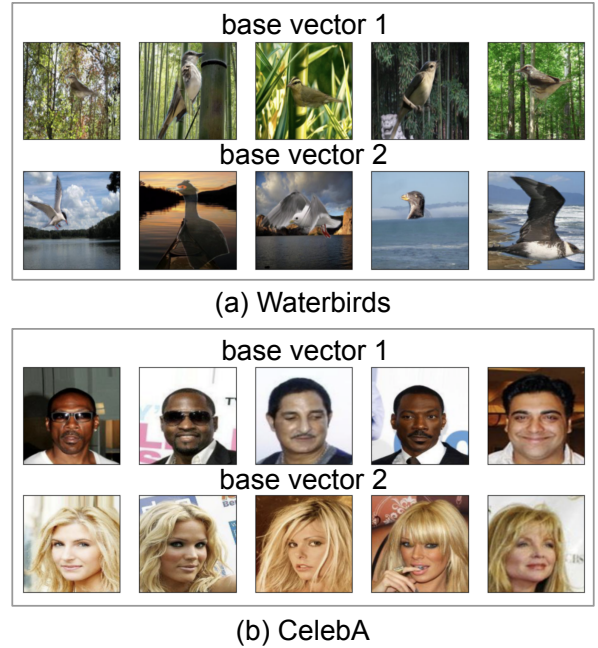 base vector 1
base vector 2
(a) Waterbirds
base vector 1
base vector 2
(b) CelebA